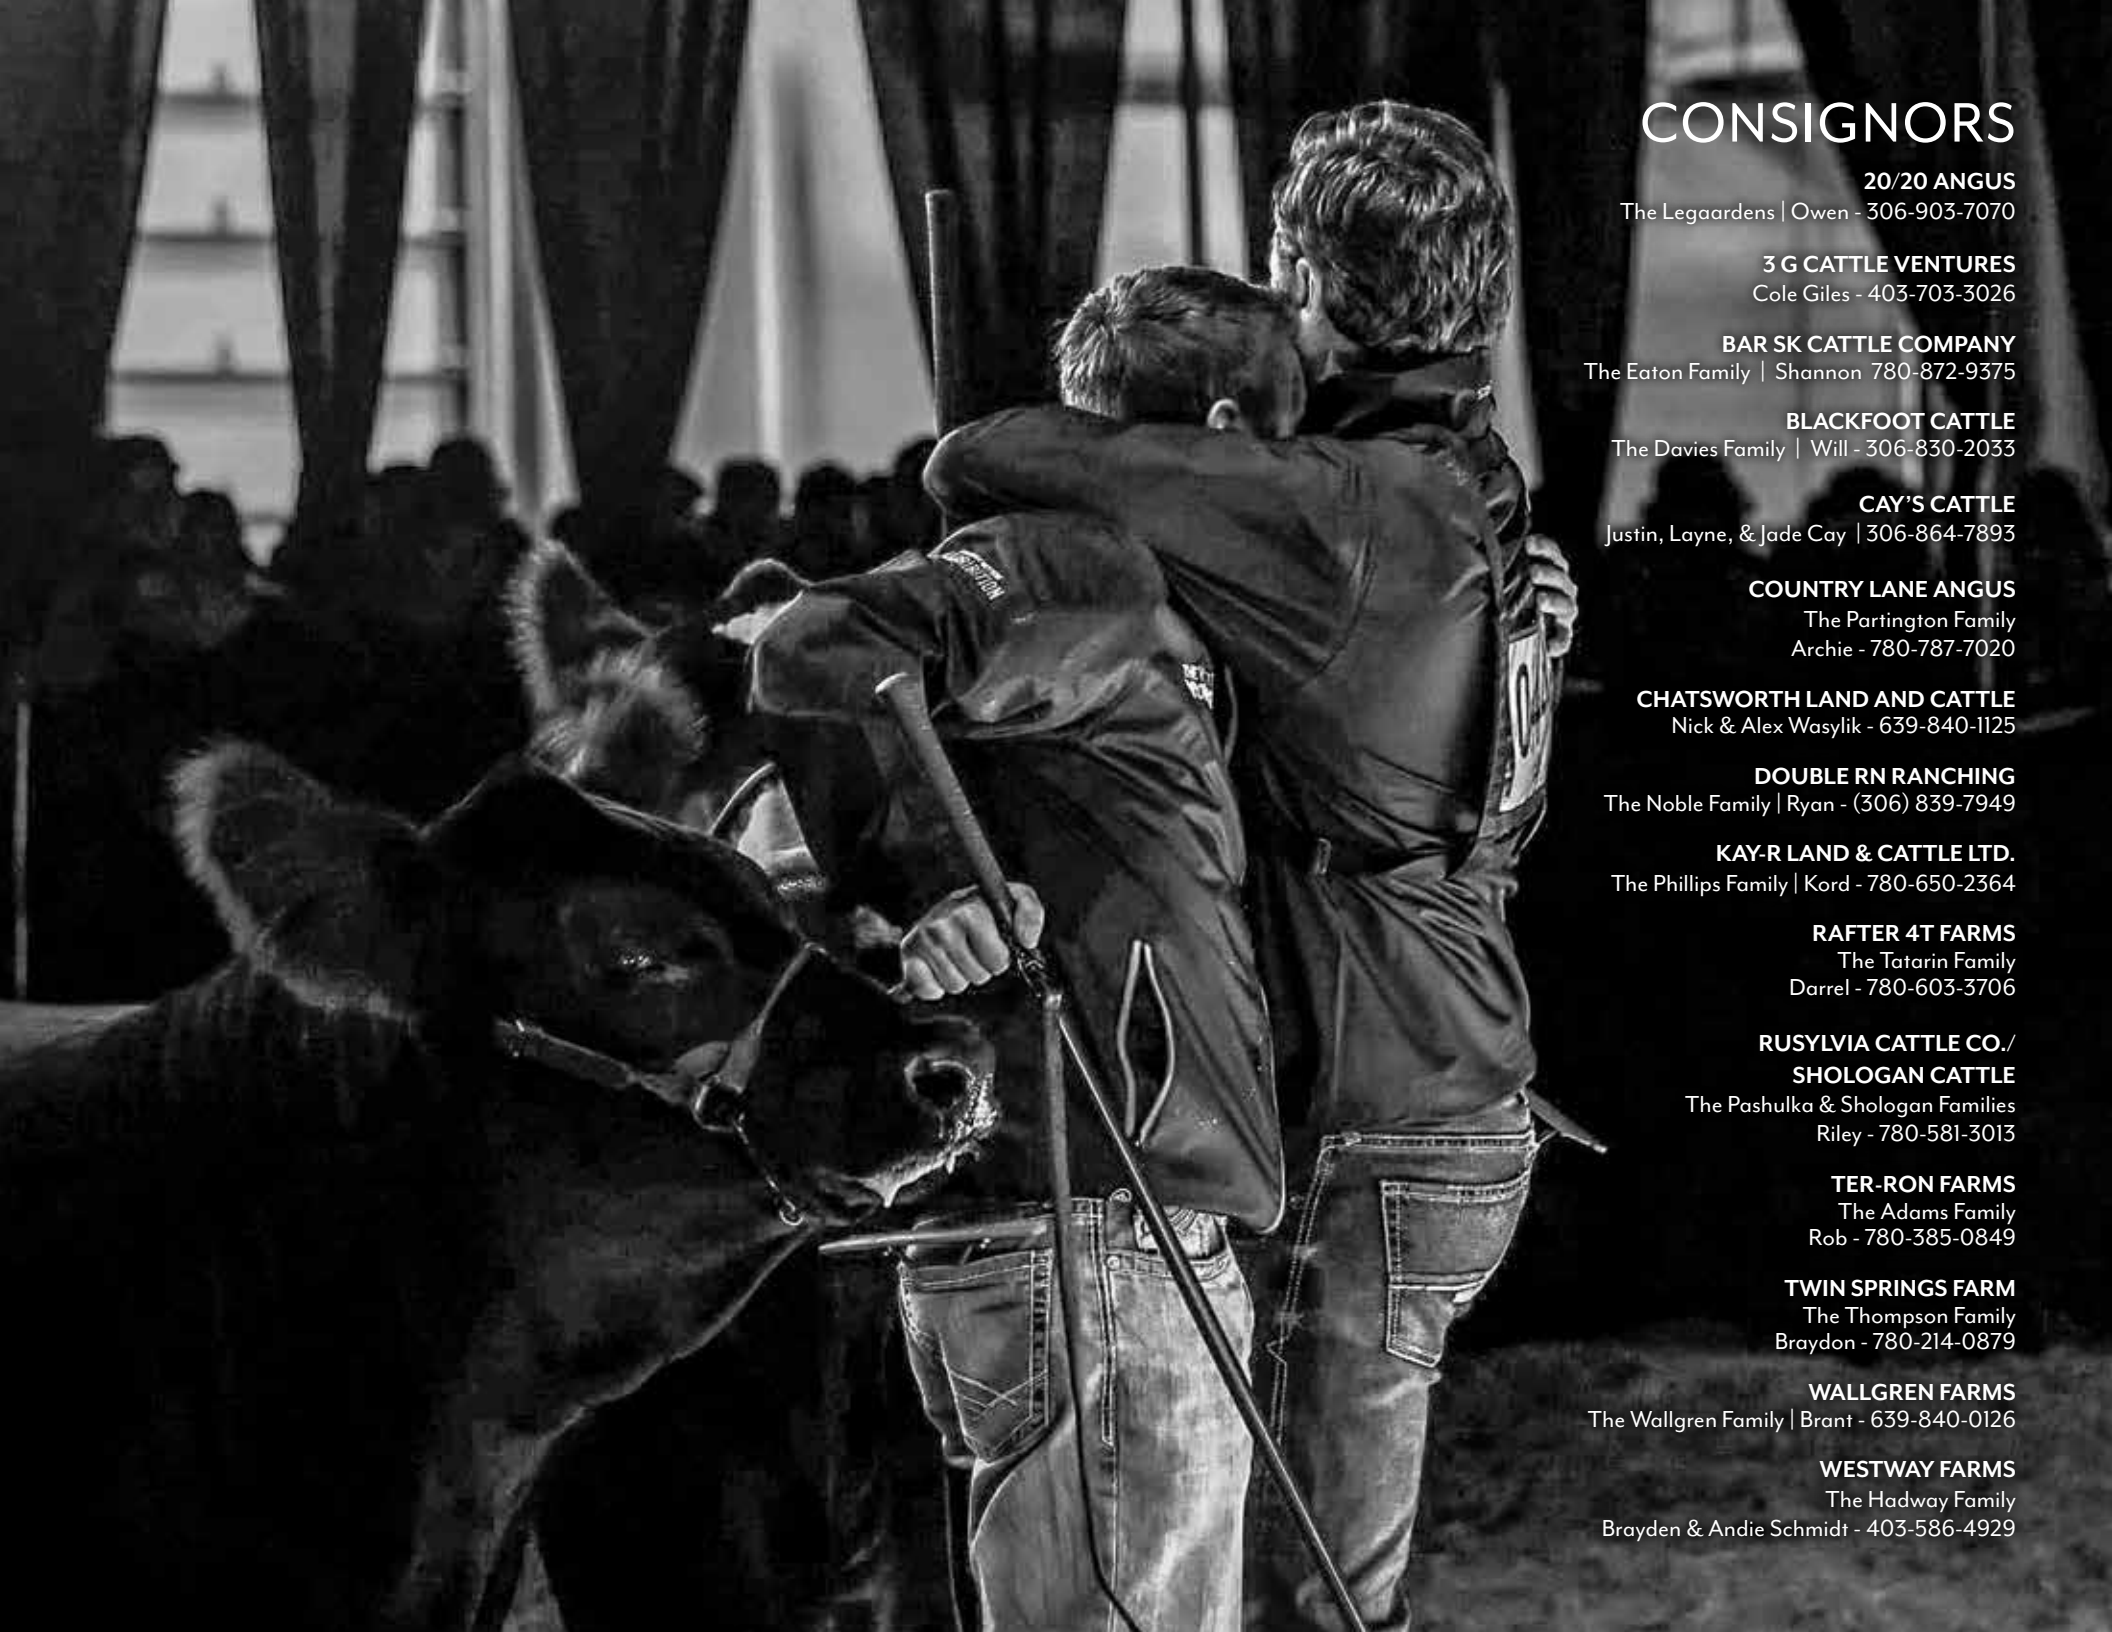 CONSIGNORS
20/20 ANGUS
The Legaardens | Owen - 306-903-7070
3 G CATTLE VENTURES
Cole Giles - 403-703-3026
BAR SK CATTLE COMPANY
The Eaton Family | Shannon 780-872-9375
BLACKFOOT CATTLE
The Davies Family | Will - 306-830-2033
CAY'S CATTLE
Justin, Layne, & Jade Cay | 306-864-7893
COUNTRY LANE ANGUS
The Partington Family
Archie - 780-787-7020
CHATSWORTH LAND AND CATTLE
Nick & Alex Wasylik - 639-840-1125
DOUBLE RN RANCHING
The Noble Family | Ryan - (306) 839-7949
KAY-R LAND & CATTLE LTD.
The Phillips Family | Kord - 780-650-2364
RAFTER 4T FARMS
The Tatarin Family
Darrel - 780-603-3706
RUSYLVIA CATTLE CO./
SHOLOGAN CATTLE
The Pashulka & Shologan Families
Riley - 780-581-3013
TER-RON FARMS
The Adams Family
Rob - 780-385-0849
TWIN SPRINGS FARM
The Thompson Family
Braydon - 780-214-0879
WALLGREN FARMS
The Wallgren Family | Brant - 639-840-0126
WESTWAY FARMS
The Hadway Family
Brayden & Andie Schmidt - 403-586-4929